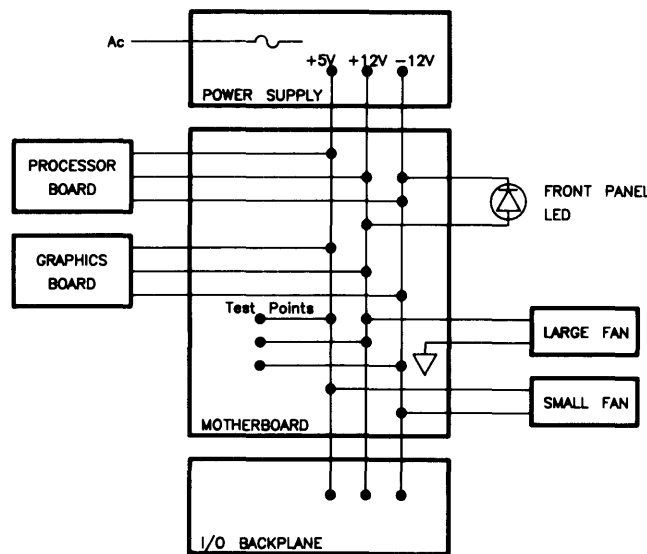 Ac
+5V +12V -12V
POWER SUPPLY
PROCESSOR
BOARD
FRONT PANEL
LED
GRAPHICS
BOARD
Test Points
LARGE FAN
SMALL FAN
MOTHERBOARD
I/O BACKPLANE